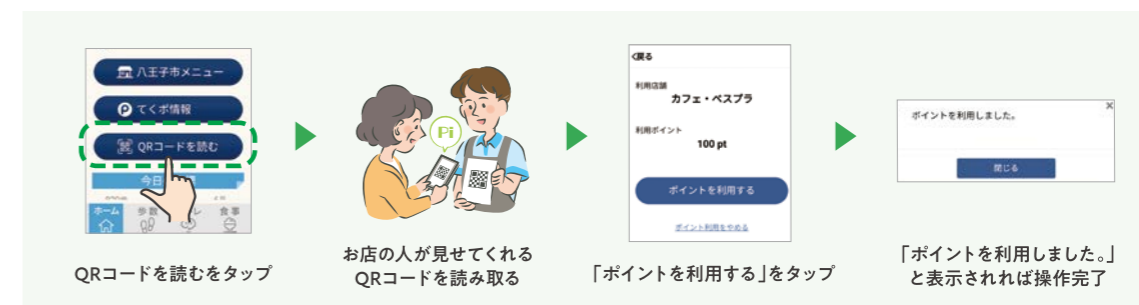 八王子市メニュー
てくポ情報
QRコードを読む
今日
ホーム
歩数
食事
QRコードを読むをタップ
Pi
お店の人が見せてくれる
QRコードを読み取る
く戻る
利用店舗
カフェ・ベスプラ
利用ポイント
100 pt
ポイントを利用する
ポイント利用をやめる
「ポイントを利用する」をタップ
×
ポイントを利用しました。
閉じる
「ポイントを利用しました。」
と表示されれば操作完了